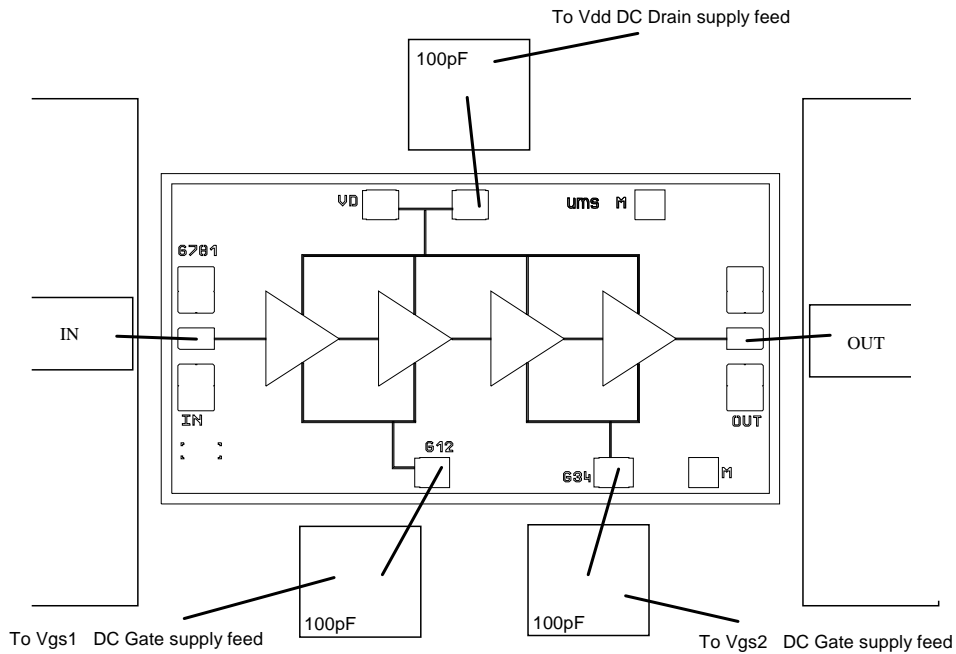 To Vdd DC Drain supply feed
100pF
VD
ums M
G781
IN
OUT
IN
OUT
G12
G34
M
100pF
100pF
To Vgs1 DC Gate supply feed
To Vgs2 DC Gate supply feed